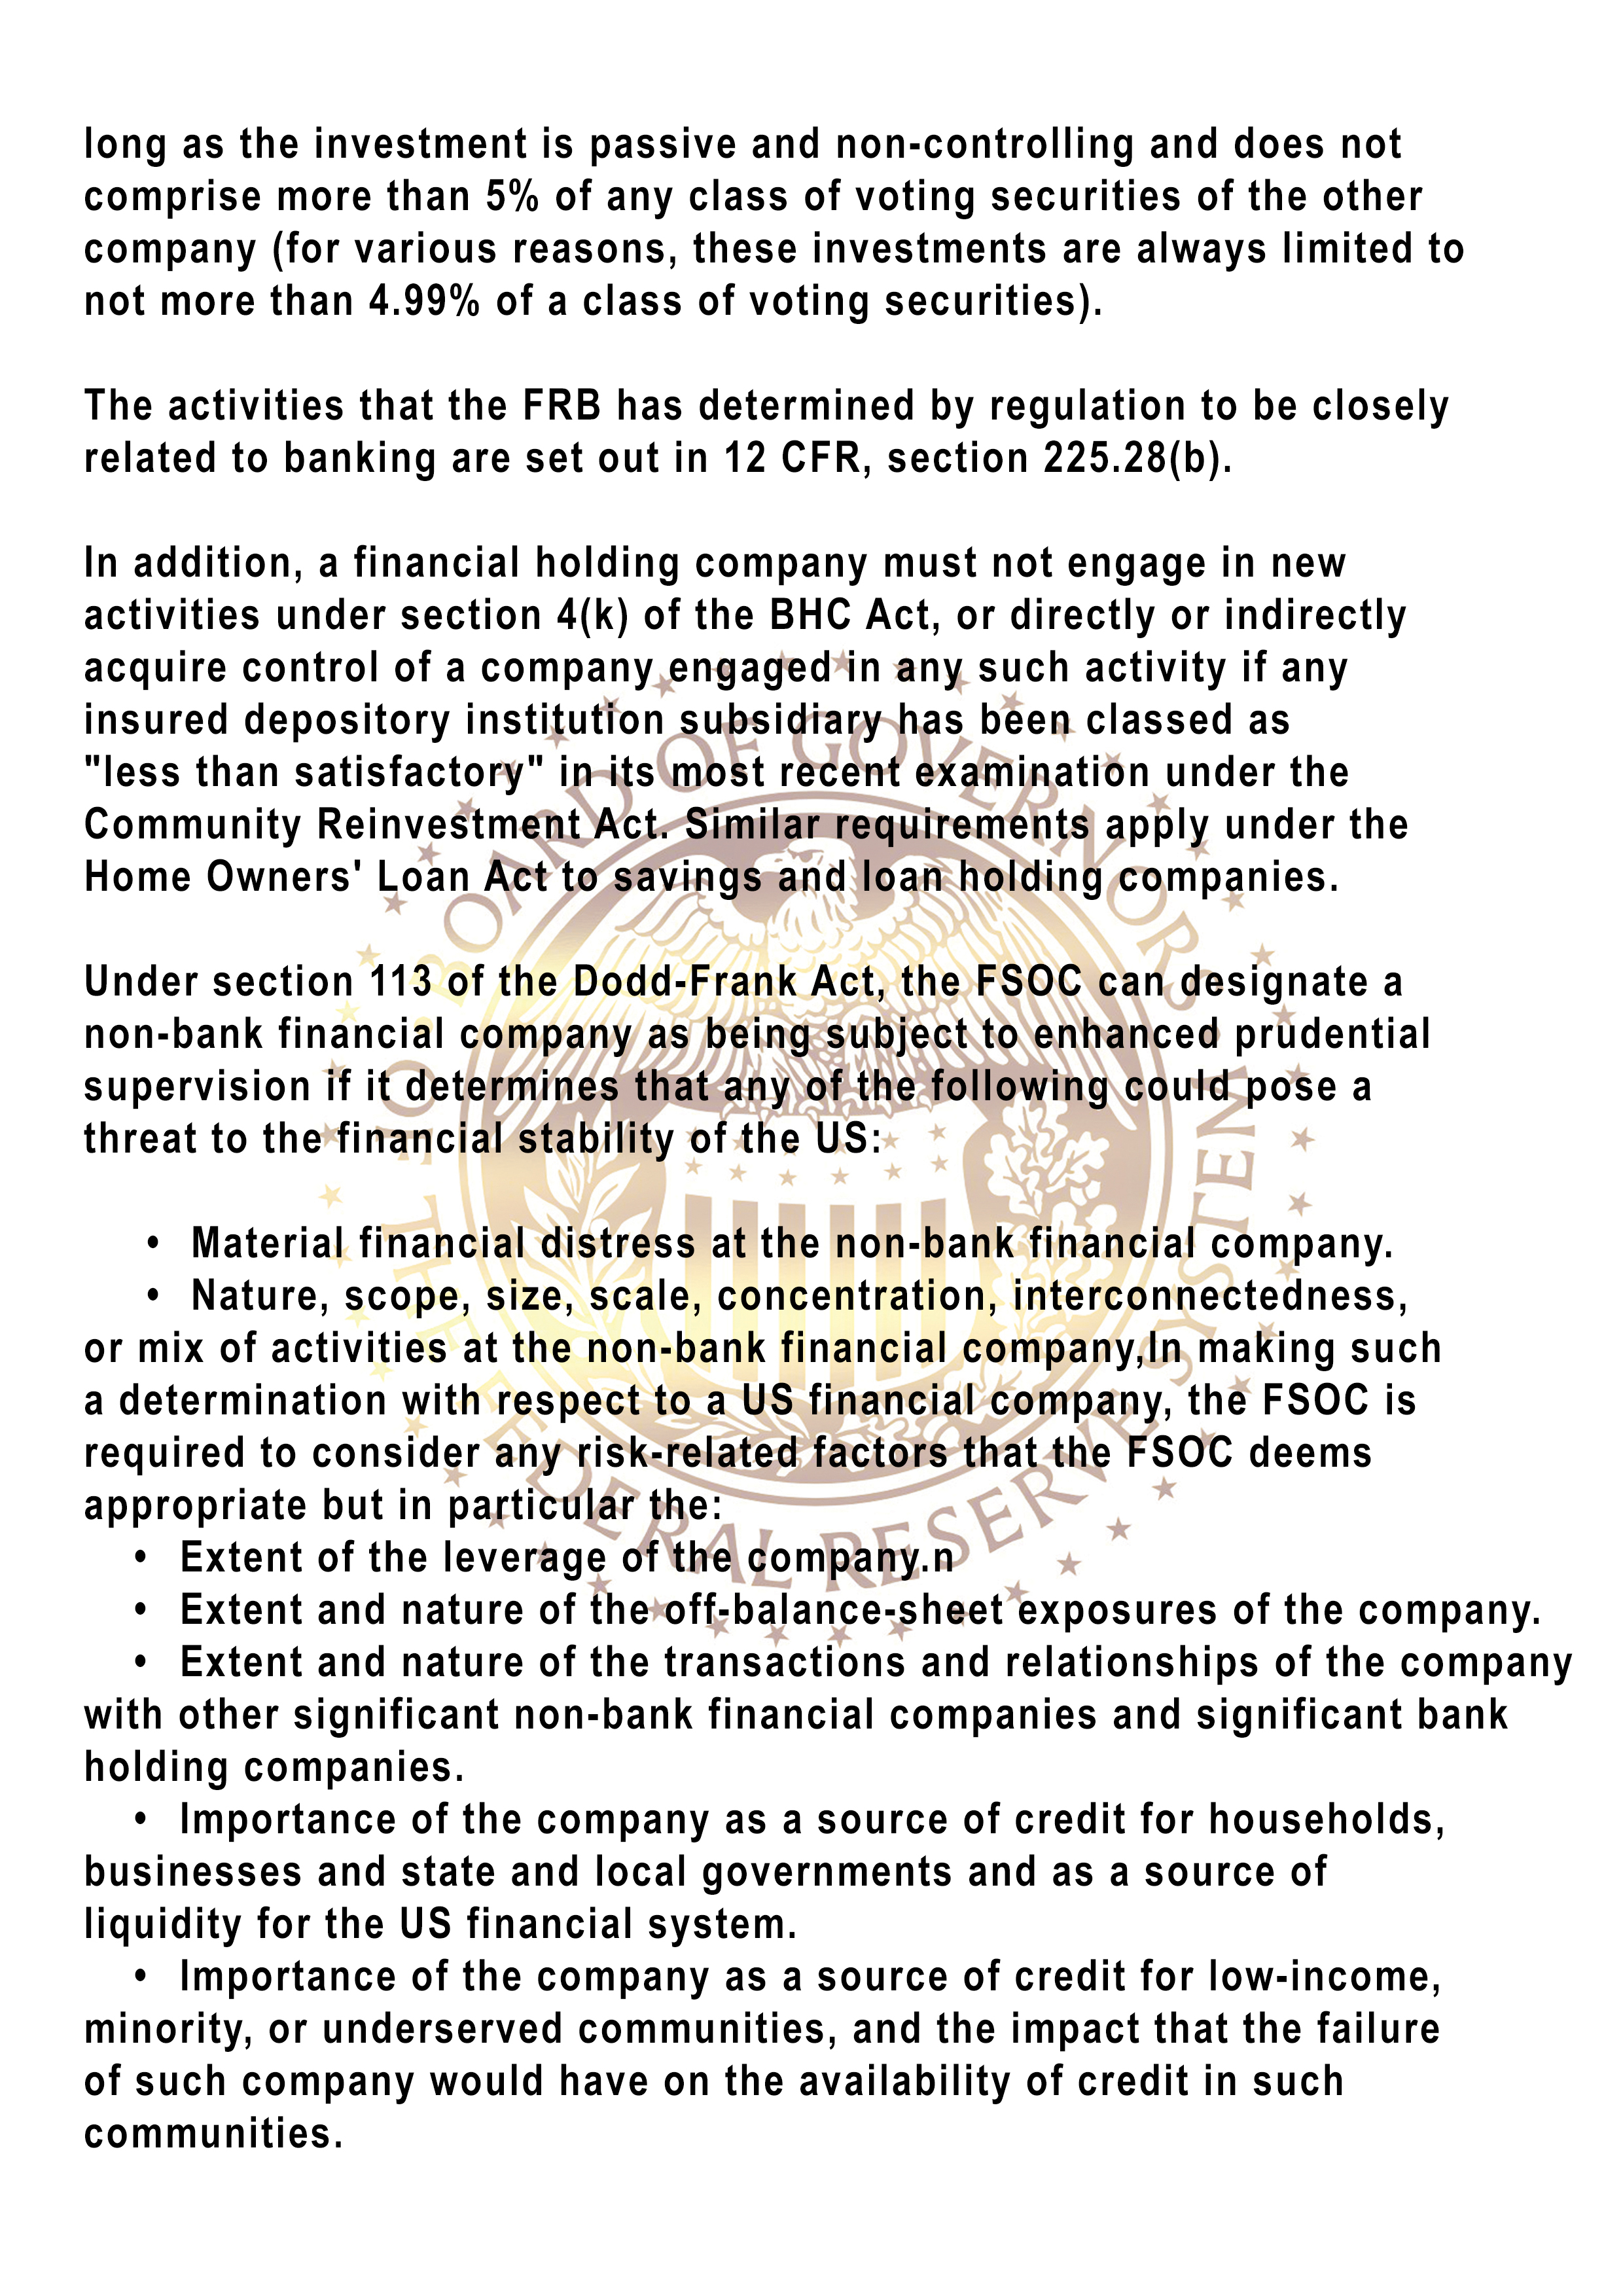 long as the investment is passive and non-controlling and does not
comprise more than 5% of any class of voting securities of the other
company (for various reasons, these investments are always limited to
not more than 4.99% of a class of voting securities).
The activities that the FRB has determined by regulation to be closely
related to banking are set out in 12 CFR, section 225.28(b).
In addition, a financial holding company must not engage in new
activities under section 4(k) of the BHC Act, or directly or indirectly
acquire control of a company engaged in any such activity if any
insured depository institution subsidiary has been classed as
"less than satisfactory" in its most recent examination under the
Community Reinvestment Act. Similar requirements apply under the
Home Owners' Loan Act to savings and loan holding companies.
Under section 113 of the Dodd-Frank Act, the FSOC can designate a
non-bank financial company as being subject to enhanced prudential
supervision if it determines that any of the following could pose a
threat to the financial stability of the US:
• Material financial distress at the non-bank financial company.
• Nature, scope, size, scale, concentration, interconnectedness,
or mix of activities at the non-bank financial company,In making such
a determination with respect to a US financial company, the FSOC is
required to consider any risk-related factors that the FSOC deems
appropriate but in particular the:
• Extent of the leverage of the company.n
• Extent and nature of the off-balance-sheet exposures of the company.
• Extent and nature of the transactions and relationships of the company
with other significant non-bank financial companies and significant bank
holding companies.
• Importance of the company as a source of credit for households,
businesses and state and local governments and as a source of
liquidity for the US financial system.
• Importance of the company as a source of credit for low-income,
minority, or underserved communities, and the impact that the failure
of such company would have on the availability of credit in such
communities.
BOARD OF GOVERNORS
OF THE FEDERAL RESERVE SYSTEM